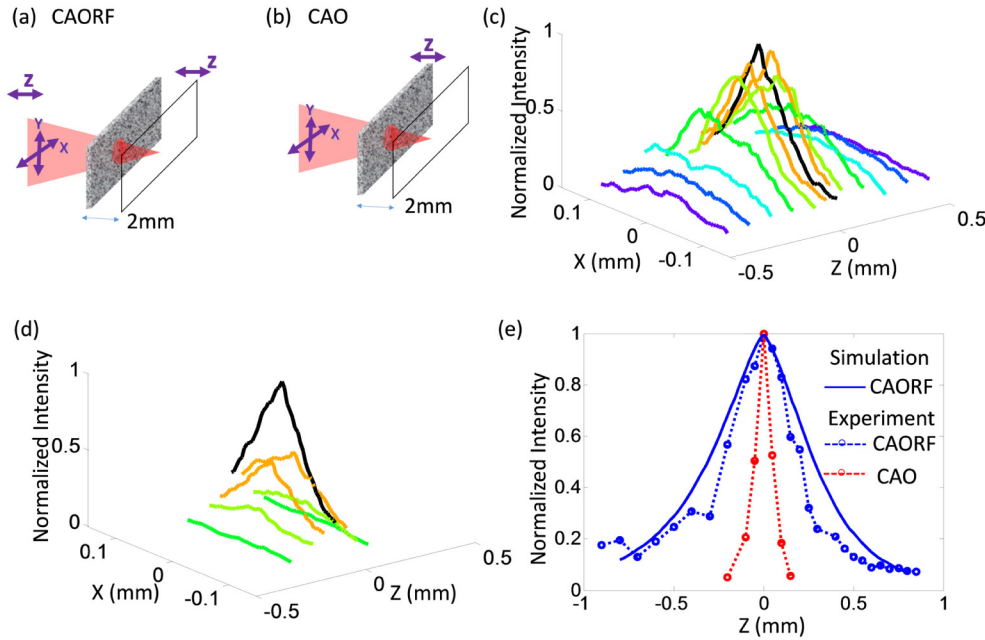 (a) CAORF
Z
Z
Y
X
2mm
(b) CAO
Z
Y
X
2mm
(c)
Normalized Intensity
1
0.5
0
0.1
0
-0.1
X (mm)
-0.5
0
0.5
Z (mm)
(d)
Normalized Intensity
1
0.5
0
0.1
0
-0.1
X (mm)
-0.5
0
0.5
Z (mm)
(e)
Normalized Intensity
1
0.8
0.6
0.4
0.2
0
-1
-0.5
0
0.5
1
Z (mm)
Simulation
CAORF
Experiment
CAORF
CAO